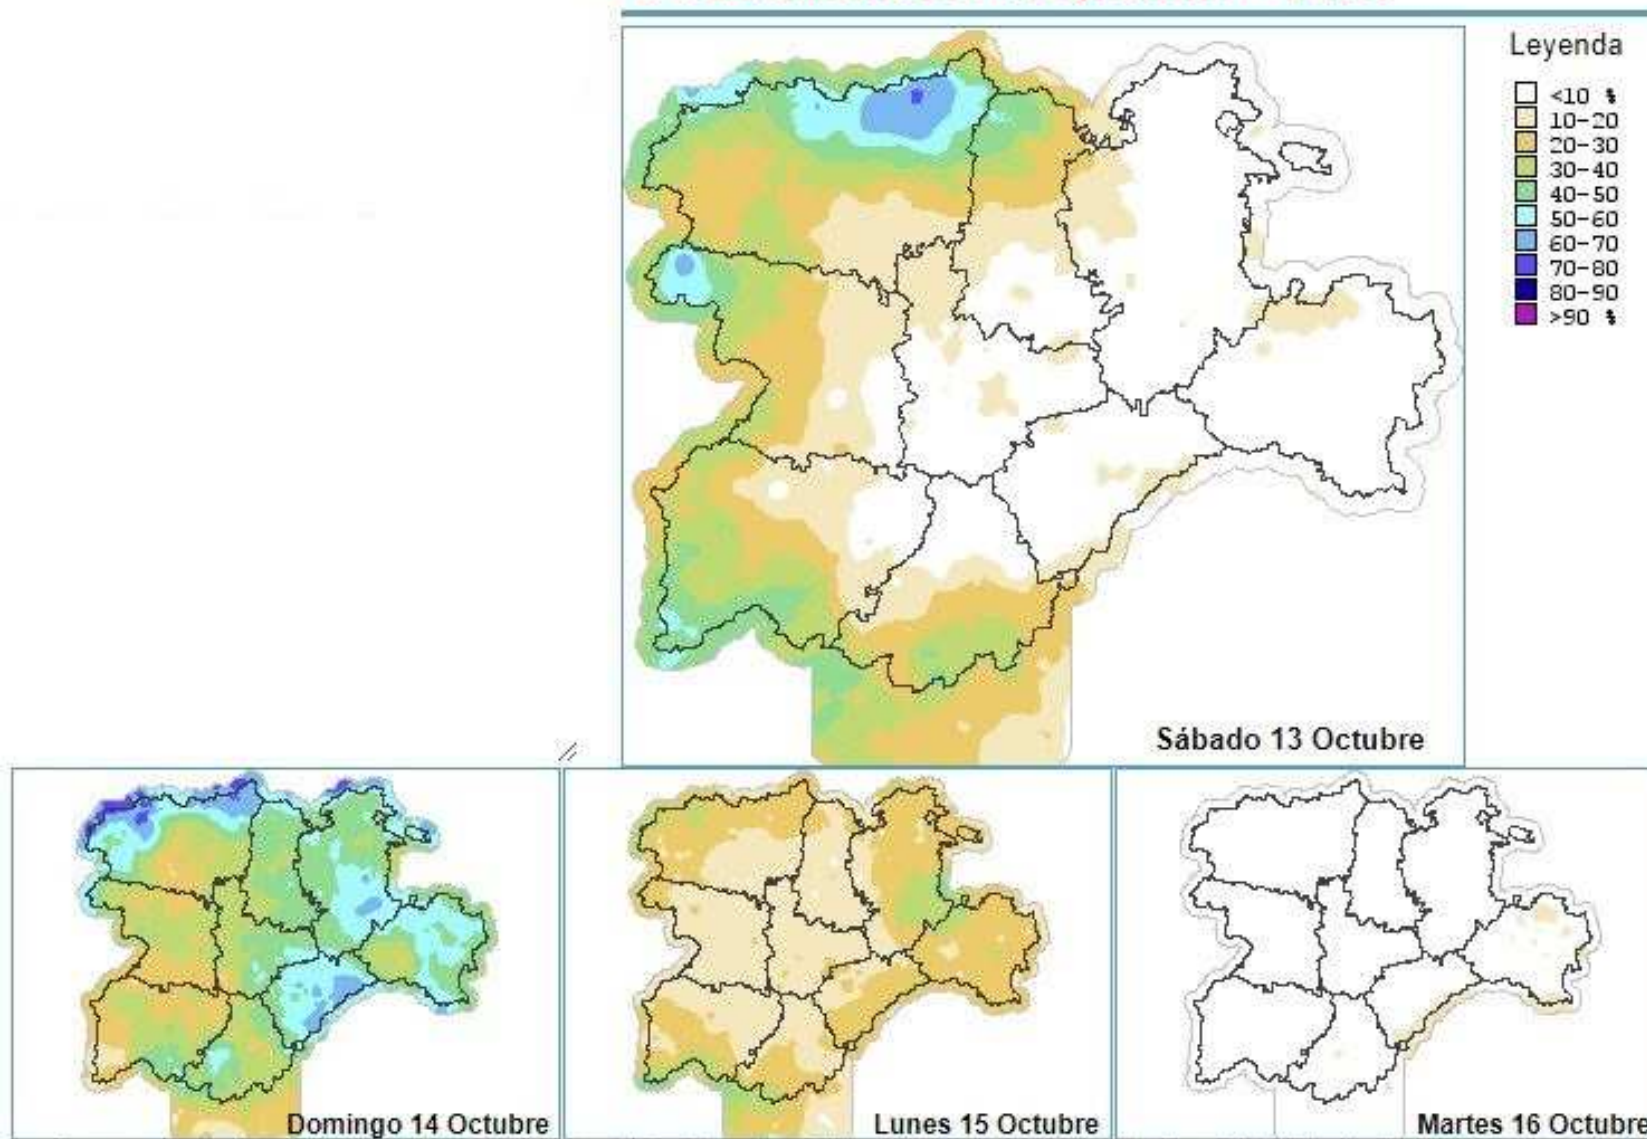 Leyenda
<10 %
10-20
20-30
30-40
40-50
50-60
60-70
70-80
80-90
>90 %
Sábado 13 Octubre
Domingo 14 Octubre
Lunes 15 Octubre
Martes 16 Octubre